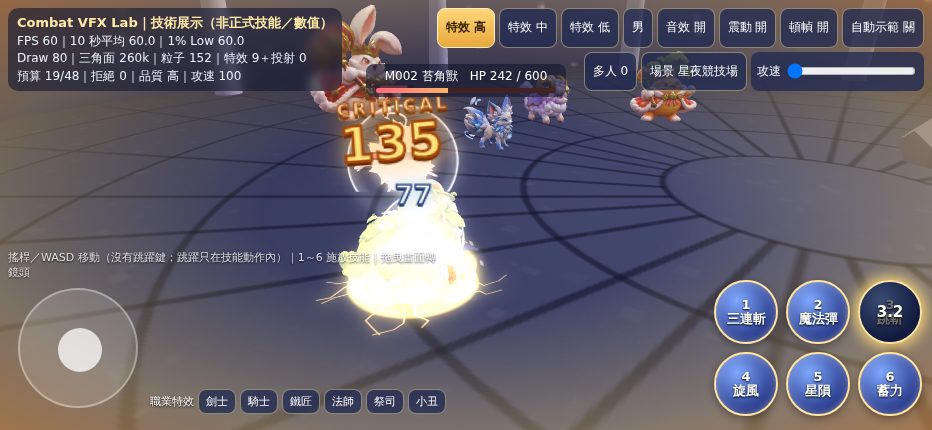 Combat VFX Lab｜技術展示（非正式技能／數值）
FPS 60｜10 秒平均 60.0｜1% Low 60.0
Draw 80｜三角面 260k｜粒子 152｜特效 9＋投射 0
預算 19/48｜拒絕 0｜品質 高｜攻速 100
特效 高
特效 中
特效 低
男
音效 開
震動 開
頓幀 開
自動示範 關
多人 0
場景 星夜競技場
攻速
M002 苔角獸 HP 242 / 600
CRITICAL
135
77
搖桿／WASD 移動（沒有跳躍鍵；跳躍只在技能動作內）｜1～6 施放技能｜拖曳畫面轉
鏡頭
1
三連斬
2
魔法彈
3
跳斬
3.2
4
旋風
5
星隕
6
蓄力
職業特效
劍士
騎士
鐵匠
法師
祭司
小丑